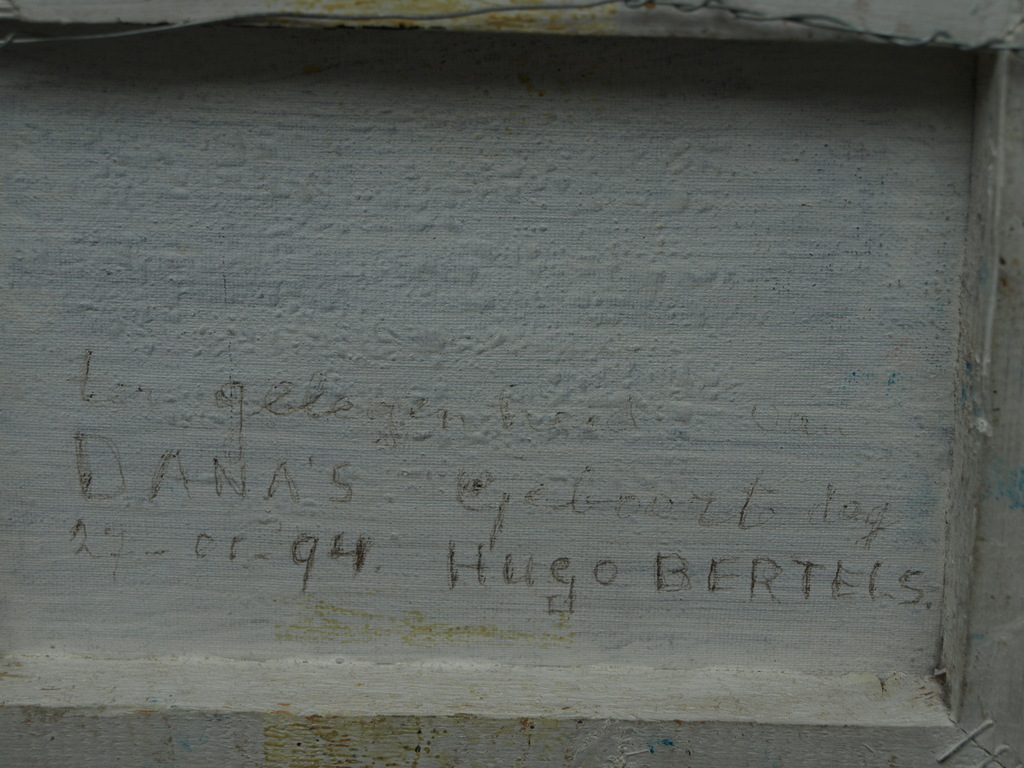 ter gelegenheid van
DANA'S geboorte dag
27-01-94. HUgo BERTELS.